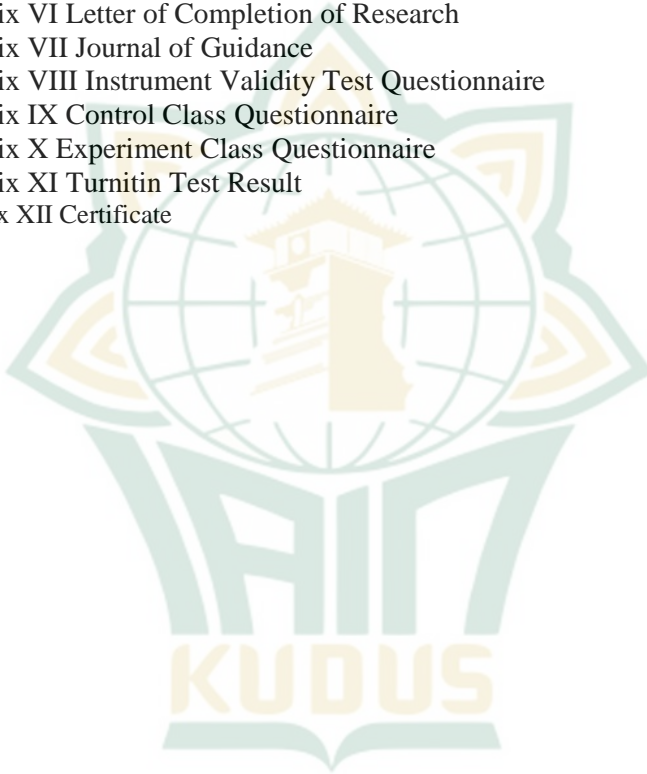 ix VI Letter of Completion of Research
ix VII Journal of Guidance
ix VIII Instrument Validity Test Questionnaire
ix IX Control Class Questionnaire
ix X Experiment Class Questionnaire
ix XI Turnitin Test Result
x XII Certificate
IAIN
KUDUS